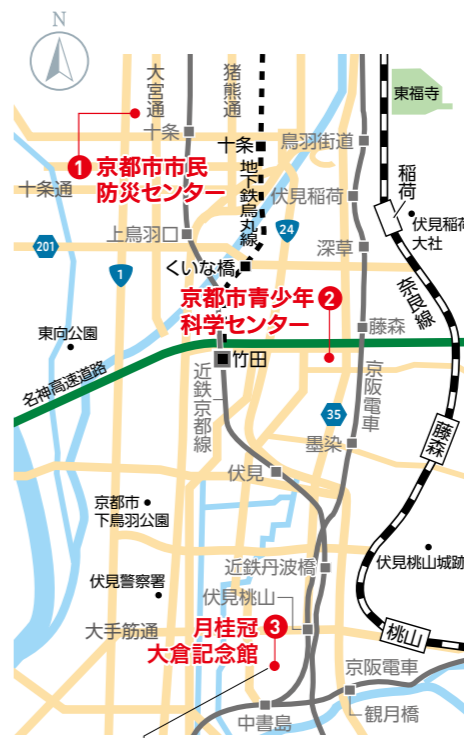 N
大宮通
猪熊通
東福寺
十条
十条
鳥羽街道
1 京都市市民
防災センター
地下鉄烏丸線
稲荷
十条通
伏見稲荷
伏見稲荷
大社
24
上鳥羽口
201
深草
1
くいな橋
奈良線
京都市青少年 2
科学センター
東向公園
藤森
名神高速道路
竹田
近鉄京都線
京阪電車
35
藤森
墨染
伏見
京都市
下鳥羽公園
伏見桃山城跡
近鉄丹波橋
伏見警察署
伏見桃山
大手筋通
月桂冠 3
大倉記念館
桃山
京阪電車
中書島
観月橋